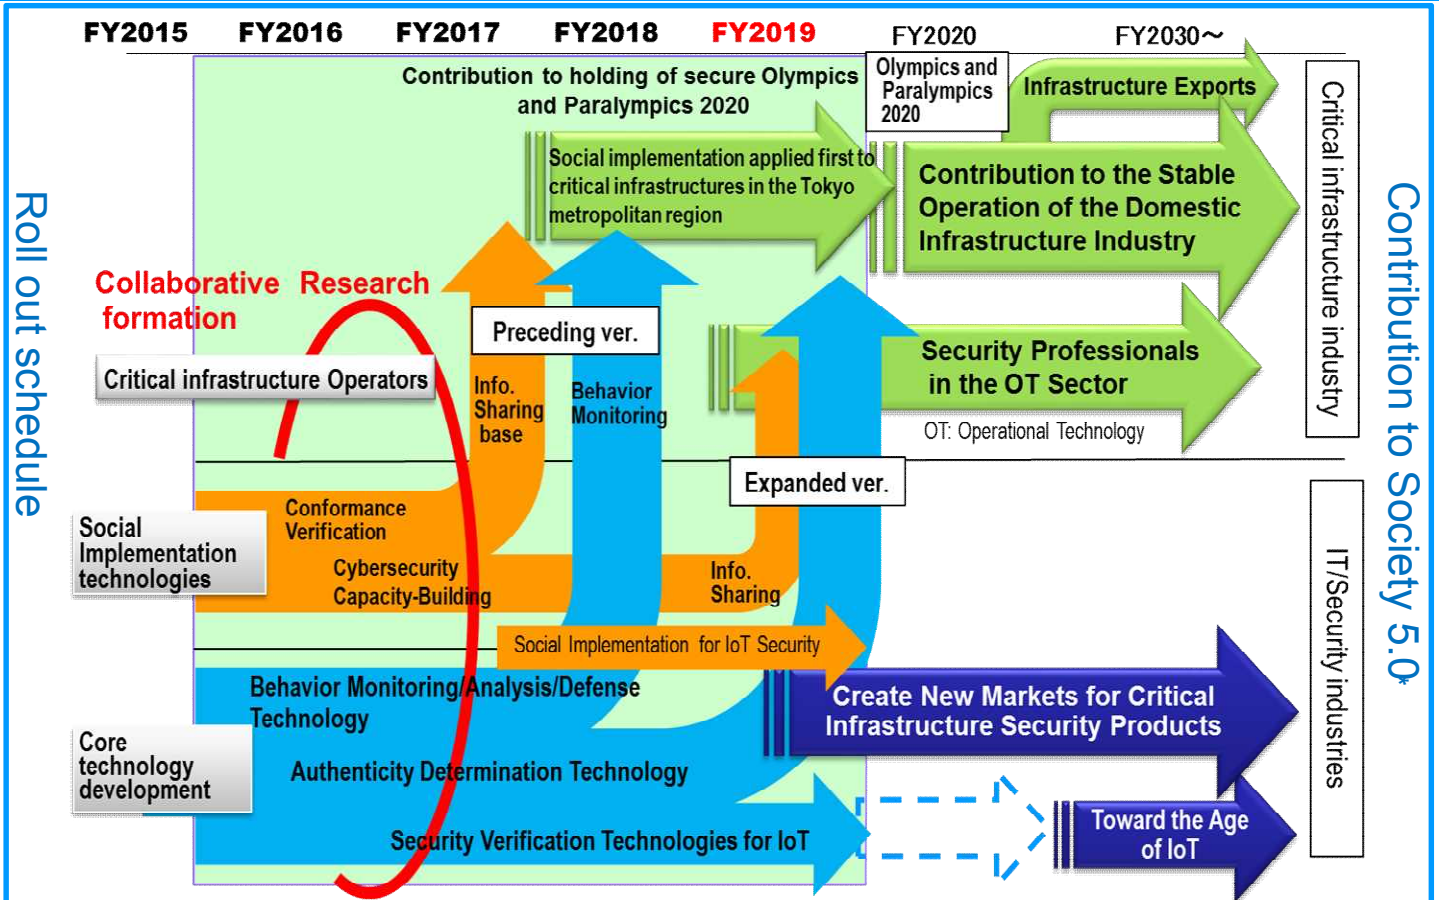 FY2015 FY2016 FY2017 FY2018 FY2019 FY2020 FY2030～
Roll out schedule
Contribution to holding of secure Olympics
and Paralympics 2020
Olympics and
Paralympics
2020
Infrastructure Exports
Social implementation applied first to
critical infrastructures in the Tokyo
metropolitan region
Contribution to the Stable
Operation of the Domestic
Infrastructure Industry
Critical infrastructure industry
Contribution to Society 5.0*
Collaborative Research
formation
Critical infrastructure Operators
Preceding ver.
Info.
Sharing
base
Behavior
Monitoring
Security Professionals
in the OT Sector
OT: Operational Technology
Expanded ver.
Social
Implementation
technologies
Conformance
Verification
Cybersecurity
Capacity-Building
Info.
Sharing
Social Implementation for IoT Security
IT/Security industries
Behavior Monitoring/Analysis/Defense
Technology
Create New Markets for Critical
Infrastructure Security Products
Core
technology
development
Authenticity Determination Technology
Security Verification Technologies for IoT
Toward the Age
of IoT